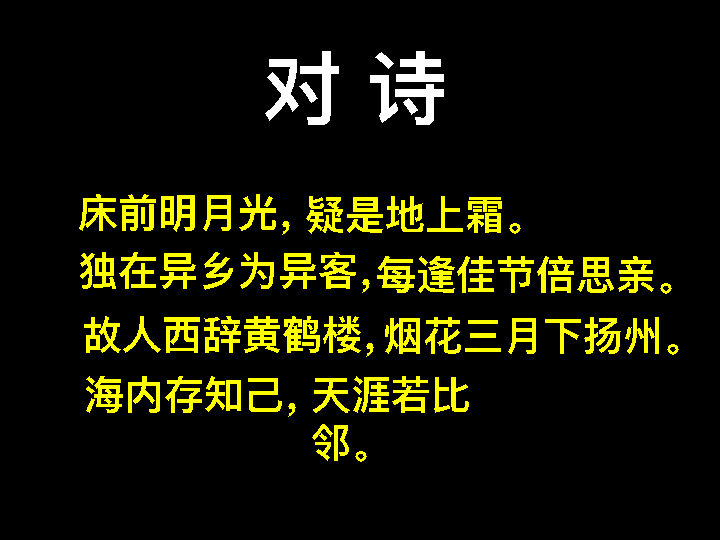 对 诗
床前明月光，疑是地上霜。
独在异乡为异客，每逢佳节倍思亲。
故人西辞黄鹤楼，烟花三月下扬州。
海内存知己，天涯若比
邻。